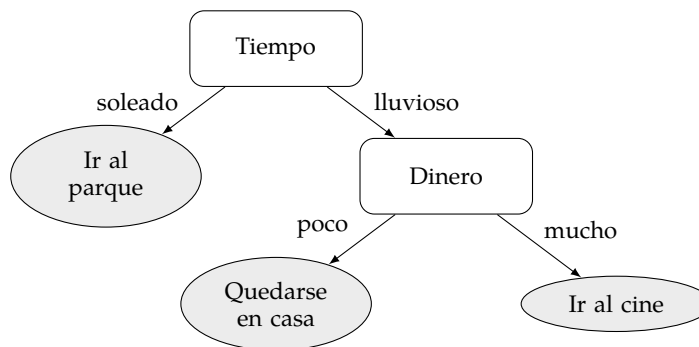 Tiempo
soleado
lluvioso
Ir al
parque
Dinero
poco
mucho
Quedarse
en casa
Ir al cine